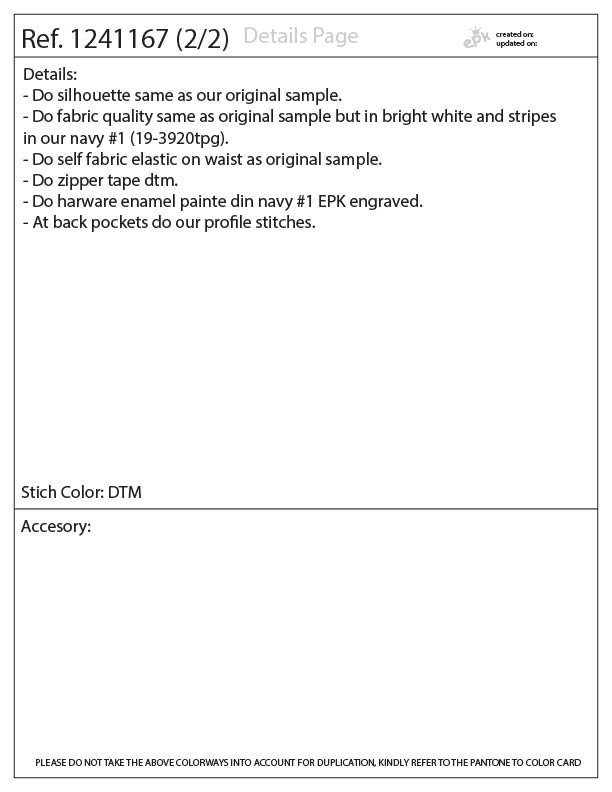 Ref. 1241167 (2/2) Details Page
epk
created on:
updated on:
Details:
- Do silhouette same as our original sample.
- Do fabric quality same as original sample but in bright white and stripes
in our navy #1 (19-3920tpg).
- Do self fabric elastic on waist as original sample.
- Do zipper tape dtm.
- Do harware enamel painte din navy #1 EPK engraved.
- At back pockets do our profile stitches.
Stich Color: DTM
Accesory:
PLEASE DO NOT TAKE THE ABOVE COLORWAYS INTO ACCOUNT FOR DUPLICATION, KINDLY REFER TO THE PANTONE TO COLOR CARD